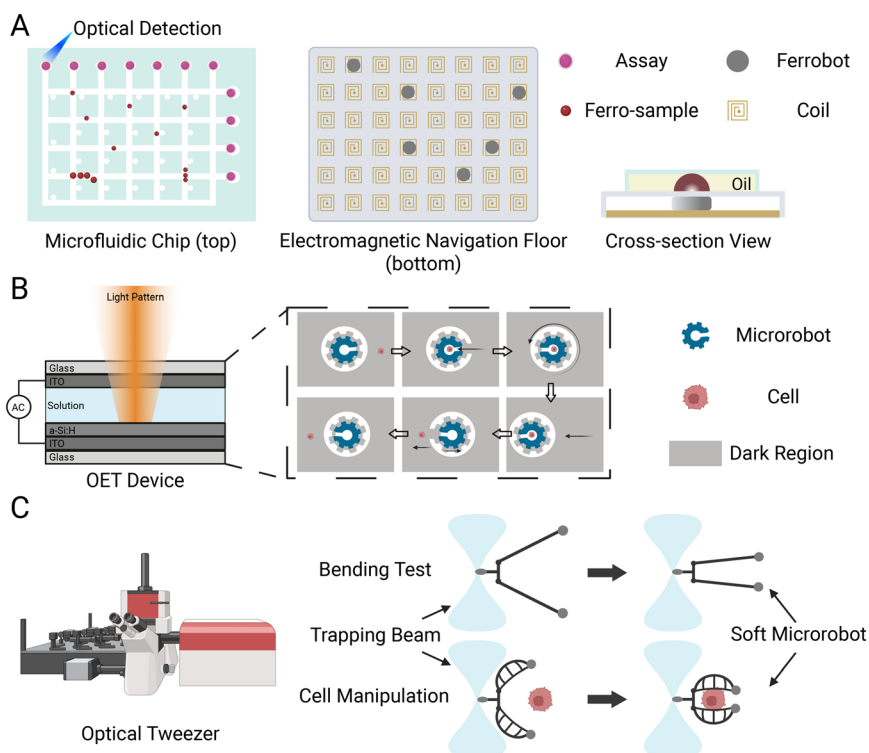 A
Optical Detection
Assay
Ferrobot
Ferro-sample
Coil
Oil
Microfluidic Chip (top)
Electromagnetic Navigation Floor
(bottom)
Cross-section View
B
Light Pattern
Glass
ITO
AC
Solution
a-Si:H
ITO
Glass
OET Device
Microrobot
Cell
Dark Region
C
Bending Test
Trapping Beam
Soft Microrobot
Cell Manipulation
Optical Tweezer